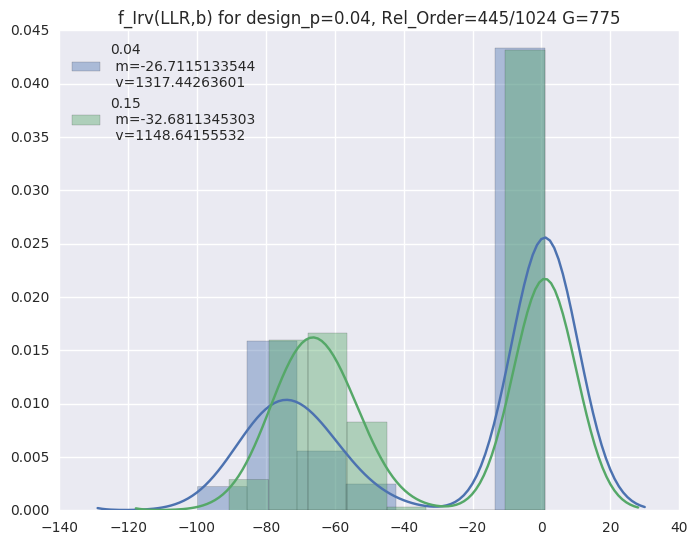 f_Irv(LLR,b) for design_p=0.04, Rel_Order=445/1024 G=775
0.04
m=-26.7115133544
v=1317.44263601
0.15
m=-32.6811345303
v=1148.64155532
0.045
0.040
0.035
0.030
0.025
0.020
0.015
0.010
0.005
0.000
−140 −120 −100 −80 −60 −40 −20 0 20 40